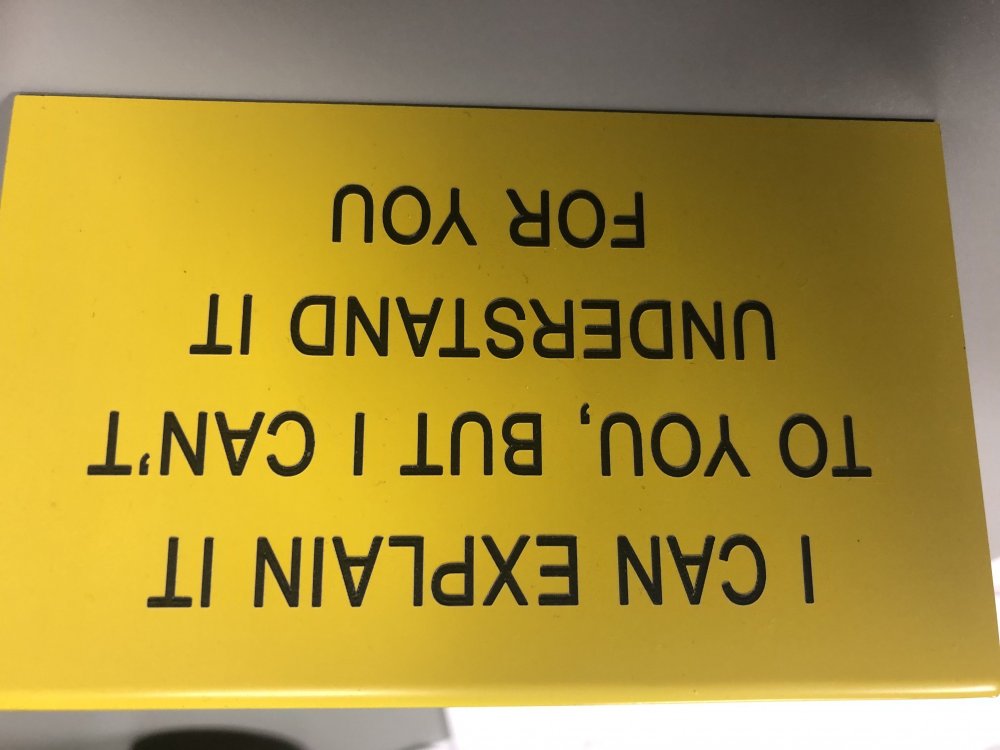 I CAN EXPLAIN IT
TO YOU, BUT I CAN'T
UNDERSTAND IT
FOR YOU